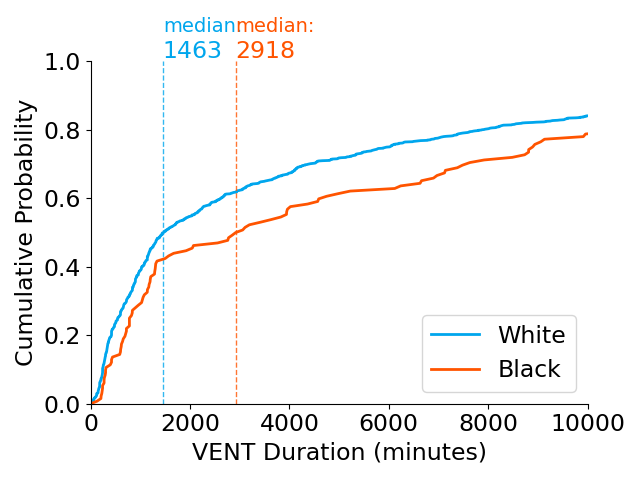 median median:
1463 2918
1.0
0.8
0.6
0.4
0.2
0.0
Cumulative Probability
White
Black
0 2000 4000 6000 8000 10000
VENT Duration (minutes)